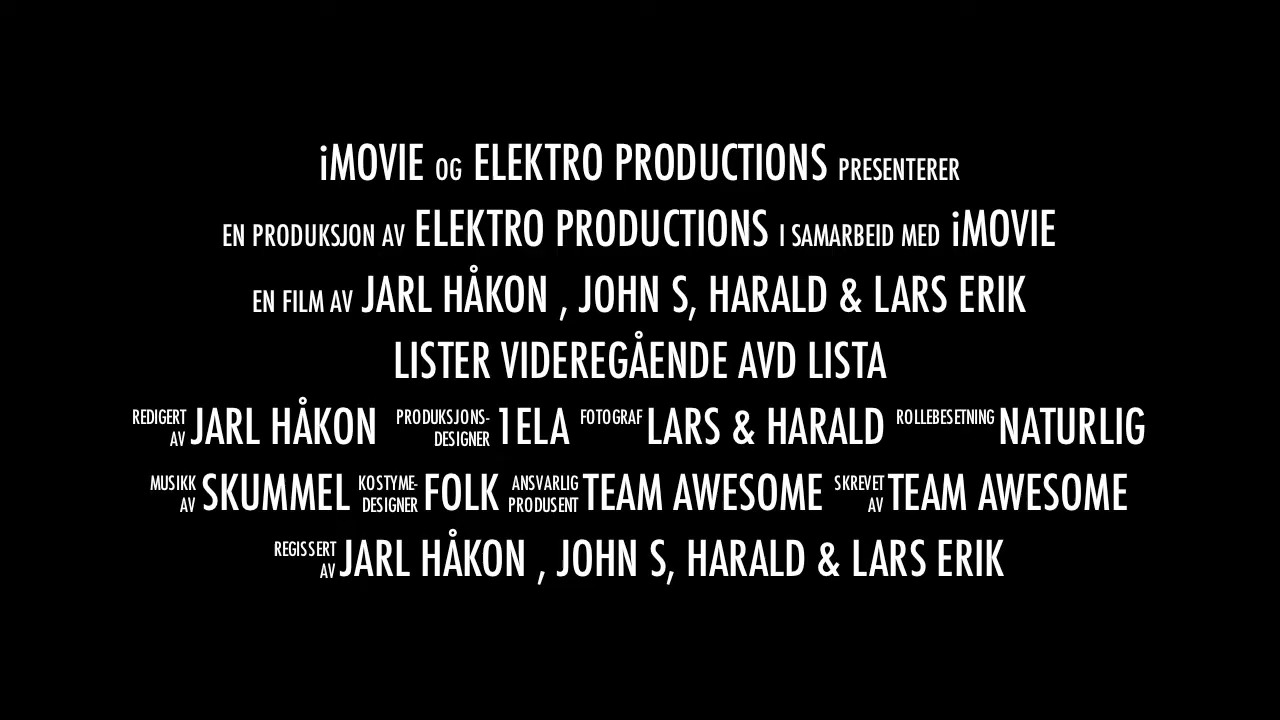 iMOVIE OG ELEKTRO PRODUCTIONS PRESENTERER
EN PRODUKSJON AV ELEKTRO PRODUCTIONS I SAMARBEID MED iMOVIE
EN FILM AV JARL HÅKON , JOHN S, HARALD & LARS ERIK
LISTER VIDEREGÅENDE AVD LISTA
REDIGERT AV JARL HÅKON PRODUKSJONS-DESIGNER 1ELA FOTOGRAF LARS & HARALD ROLLEBESETNING NATURLIG
MUSIKK AV SKUMMEL KOSTYME-DESIGNER FOLK ANSVARLIG PRODUSENT TEAM AWESOME SKREVET AV TEAM AWESOME
REGISSERT AV JARL HÅKON , JOHN S, HARALD & LARS ERIK